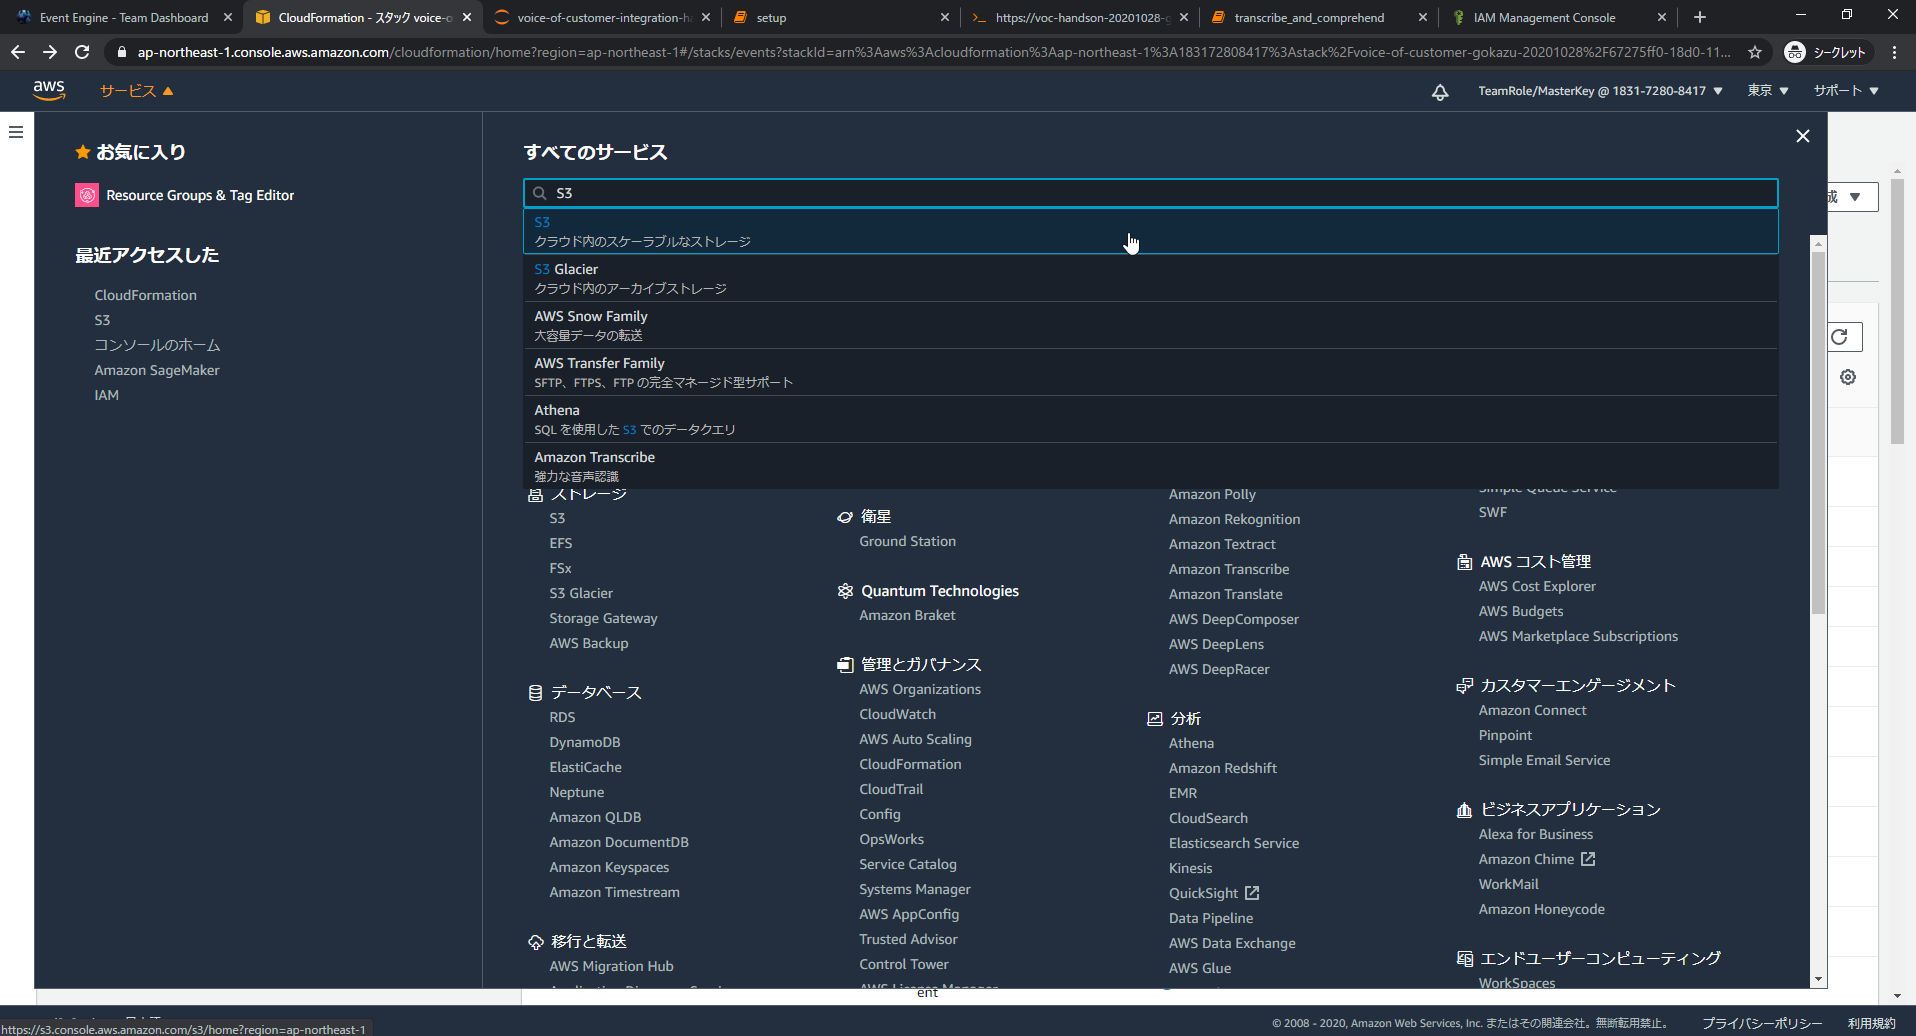 Event Engine - Team Dashboard
CloudFormation - スタック voice-o
voice-of-customer-integration-ha
setup
https://voc-handson-20201028-g
transcribe_and_comprehend
IAM Management Console
ap-northeast-1.console.aws.amazon.com/cloudformation/home?region=ap-northeast-1#/stacks/events?stackId=arn%3Aaws%3Acloudformation%3Aap-northeast-1%3A183172808417%3Astack%2Fvoice-of-customer-gokazu-20201028%2F67275ff0-18d0-11...
シークレット
aws
サービス
TeamRole/MasterKey @ 1831-7280-8417
東京
サポート
お気に入り
Resource Groups & Tag Editor
最近アクセスした
CloudFormation
S3
コンソールのホーム
Amazon SageMaker
IAM
すべてのサービス
S3
S3
クラウド内のスケーラブルなストレージ
S3 Glacier
クラウド内のアーカイブストレージ
AWS Snow Family
大容量データの転送
AWS Transfer Family
SFTP、FTPS、FTP の完全マネージド型サポート
Athena
SQL を使用した S3 でのデータクエリ
Amazon Transcribe
強力な音声認識
ストレージ
S3
EFS
FSx
S3 Glacier
Storage Gateway
AWS Backup
データベース
RDS
DynamoDB
ElastiCache
Neptune
Amazon QLDB
Amazon DocumentDB
Amazon Keyspaces
Amazon Timestream
移行と転送
AWS Migration Hub
衛星
Ground Station
Quantum Technologies
Amazon Braket
管理とガバナンス
AWS Organizations
CloudWatch
AWS Auto Scaling
CloudFormation
CloudTrail
Config
OpsWorks
Service Catalog
Systems Manager
AWS AppConfig
Trusted Advisor
Control Tower
AWS License Manager
ent
Amazon Polly
Amazon Rekognition
Amazon Textract
Amazon Transcribe
Amazon Translate
AWS DeepComposer
AWS DeepLens
AWS DeepRacer
分析
Athena
Amazon Redshift
EMR
CloudSearch
Elasticsearch Service
Kinesis
QuickSight
Data Pipeline
AWS Data Exchange
AWS Glue
Simple Queue Service
SWF
AWS コスト管理
AWS Cost Explorer
AWS Budgets
AWS Marketplace Subscriptions
カスタマーエンゲージメント
Amazon Connect
Pinpoint
Simple Email Service
ビジネスアプリケーション
Alexa for Business
Amazon Chime
WorkMail
Amazon Honeycode
エンドユーザーコンピューティング
WorkSpaces
成
https://s3.console.aws.amazon.com/s3/home?region=ap-northeast-1
© 2008 - 2020, Amazon Web Services, Inc. またはその関連会社。無断転用禁止。
プライバシーポリシー
利用規約